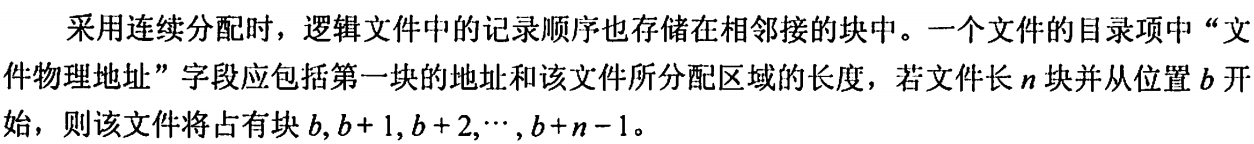 采用连续分配时，逻辑文件中的记录顺序也存储在相邻接的块中。一个文件的目录项中“文
件物理地址”字段应包括第一块的地址和该文件所分配区域的长度，若文件长 n 块并从位置 b 开
始，则该文件将占有块 b, b+ 1, b + 2,⋯ , b+n－1。